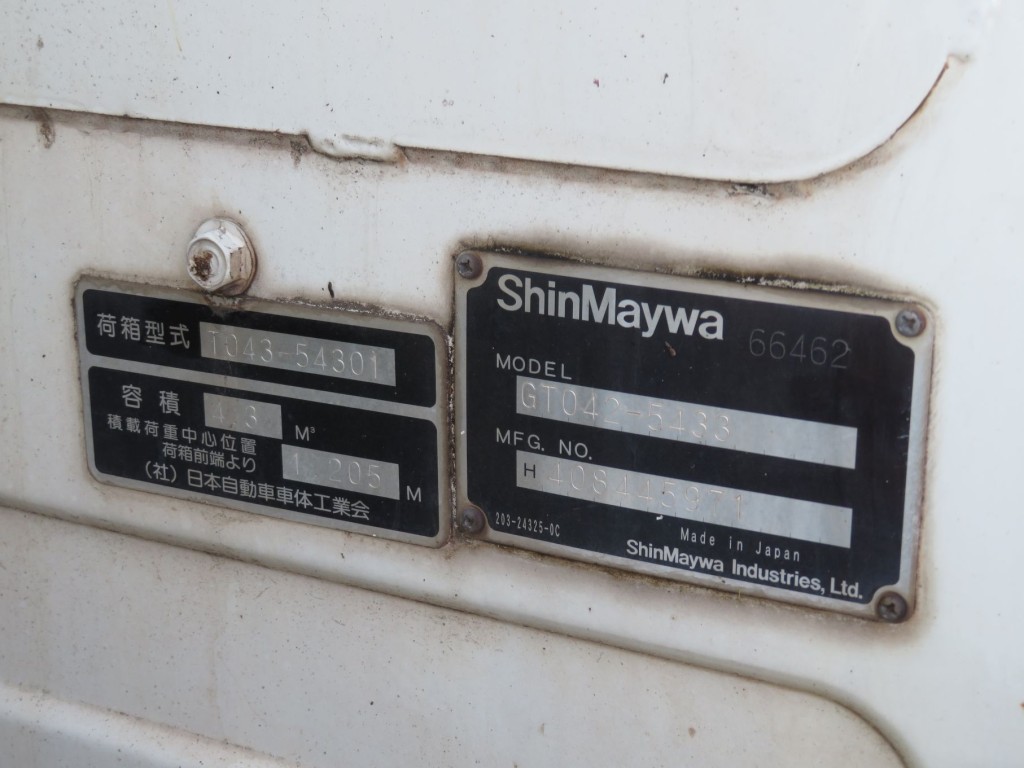 荷箱型式 T043-54301
容積 4.3 M³
積載荷重中心位置
荷箱前端より 1.205 M
(社)日本自動車車体工業会
ShinMaywa 66462
MODEL
GT042-5433
MFG. NO.
H 408445971
203-24325-0C
Made in Japan
ShinMaywa Industries, Ltd.